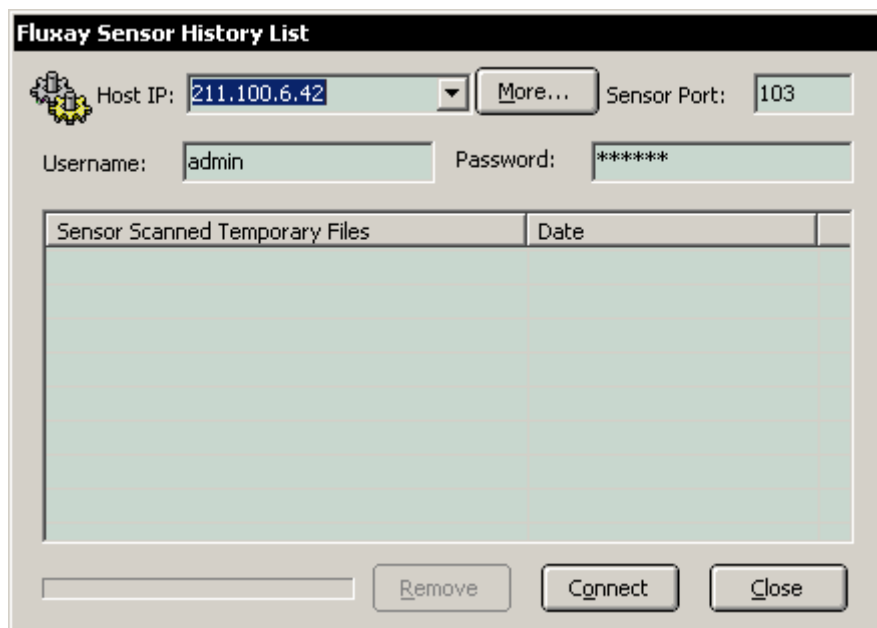 Fluxay Sensor History List
Host IP: 211.100.6.42 More... Sensor Port: 103
Username: admin Password: ******
Sensor Scanned Temporary Files Date
Remove Connect Close